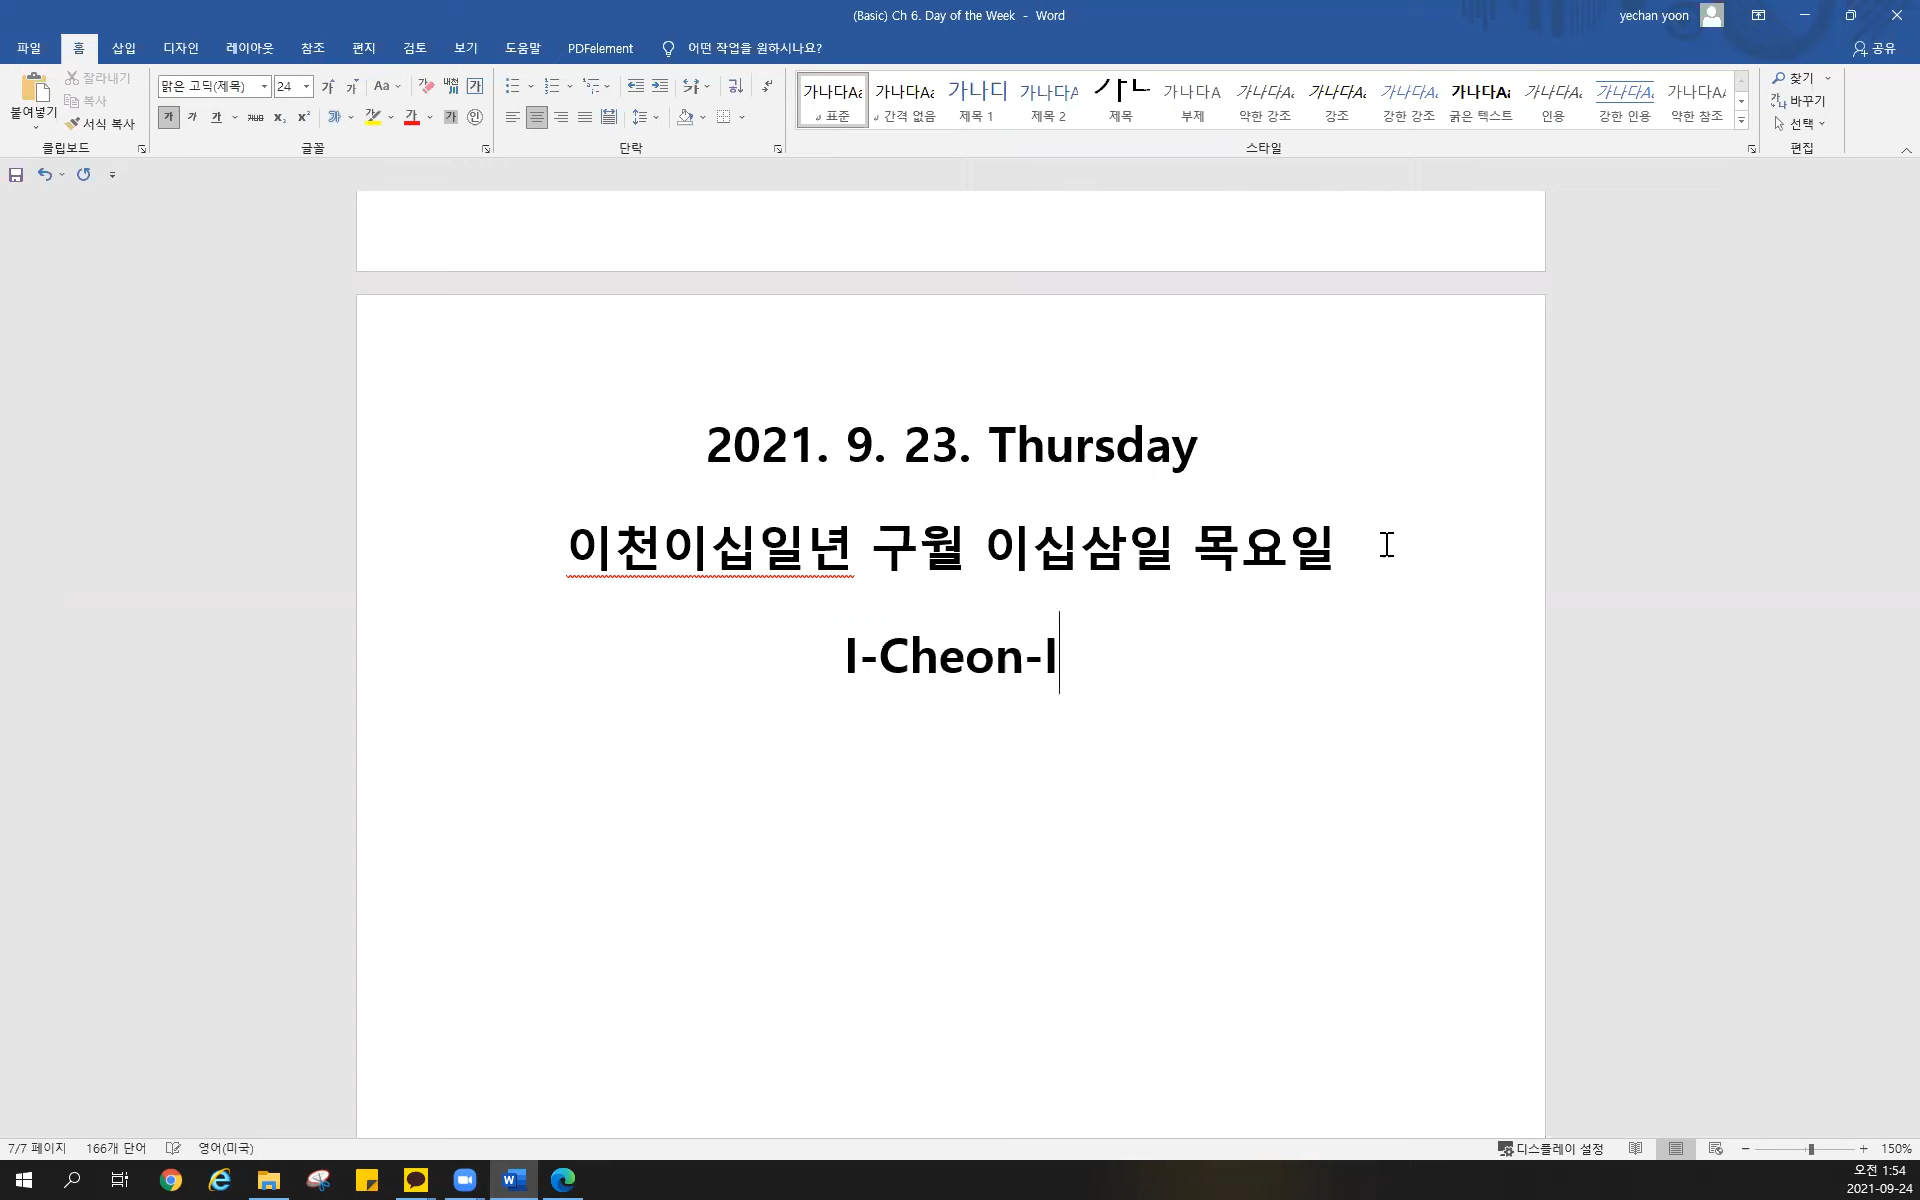 (Basic) Ch 6. Day of the Week - Word
yechan yoon
파일 홈 삽입 디자인 레이아웃 참조 편지 검토 보기 도움말 PDFelement 어떤 작업을 원하시나요? 공유
붙여넣기
잘라내기
복사
서식 복사
클립보드
맑은 고딕(제목) 24
글꼴
단락
가나다Aa 가나다Aa 가나다 가나다A 가나다A 가나다Aa 가나다Aa 가나다Aa 가나다Aa 가나다Aa 가나다Aa 가나다AA
표준 간격 없음 제목 1 제목 2 제목 부제 약한 강조 강조 강한 강조 굵은 텍스트 인용 강한 인용 약한 참조
스타일
찾기
바꾸기
선택
편집
2021. 9. 23. Thursday
이천이십일년 구월 이십삼일 목요일
I-Cheon-I
7/7 페이지 166개 단어 영어(미국) 디스플레이 설정 150%
오전 1:54
2021-09-24